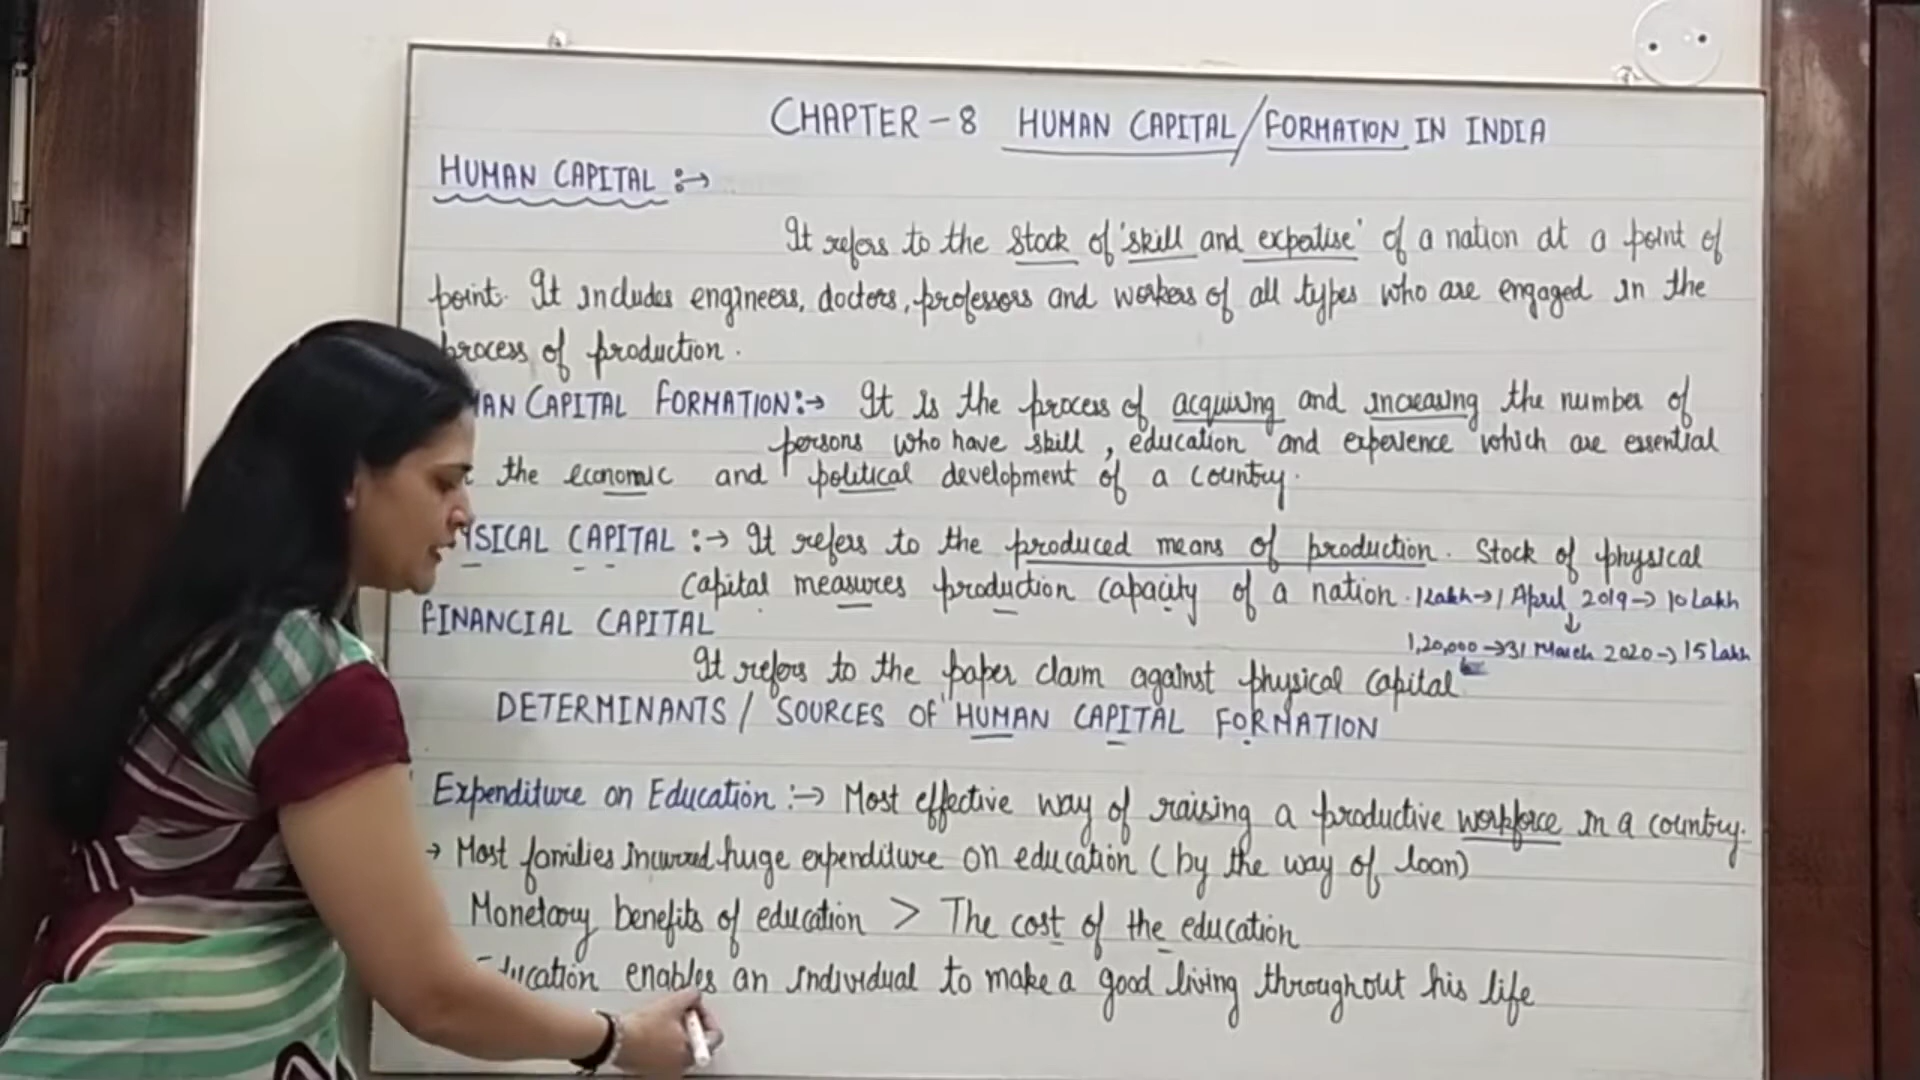 CHAPTER - 8 HUMAN CAPITAL/FORMATION IN INDIA
HUMAN CAPITAL :→
It refers to the stock of 'skill and expertise' of a nation at a point of
point. It includes engineers, doctors, professors and workers of all types who are engaged in the
process of production.
MAN CAPITAL FORMATION:→ It is the process of acquiring and increasing the number of
persons who have skill, education and experience which are essential
the economic and political development of a country.
YSICAL CAPITAL :→ It refers to the produced means of production. Stock of physical
capital measures production capacity of a nation. 1 Lakh → 1 April 2019 → 10 Lakh
↓
FINANCIAL CAPITAL
1,20,000 → 31 March 2020 → 15 Lakh
It refers to the paper claim against physical capital
DETERMINANTS / SOURCES OF HUMAN CAPITAL FORMATION
Expenditure on Education :→ Most effective way of raising a productive workforce in a country.
→ Most families incurred huge expenditure on education (by the way of loan)
Monetary benefits of education > The cost of the education
Education enables an individual to make a good living throughout his life